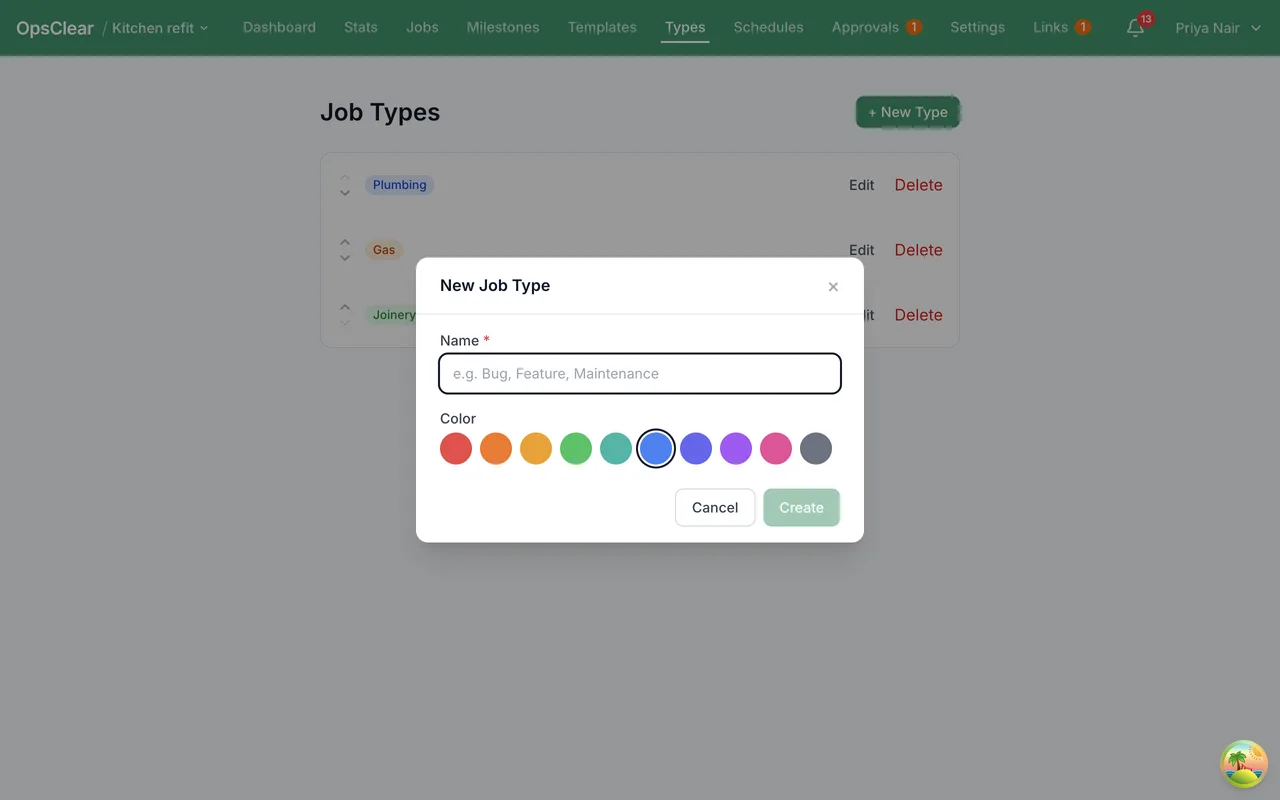 OpsClear / Kitchen refit Dashboard Stats Jobs Milestones Templates Types Schedules Approvals 1 Settings Links 1 13 Priya Nair
Job Types + New Type
Plumbing Edit Delete
Gas Edit Delete
Joinery it Delete
New Job Type ×
Name *
e.g. Bug, Feature, Maintenance
Color
Cancel Create